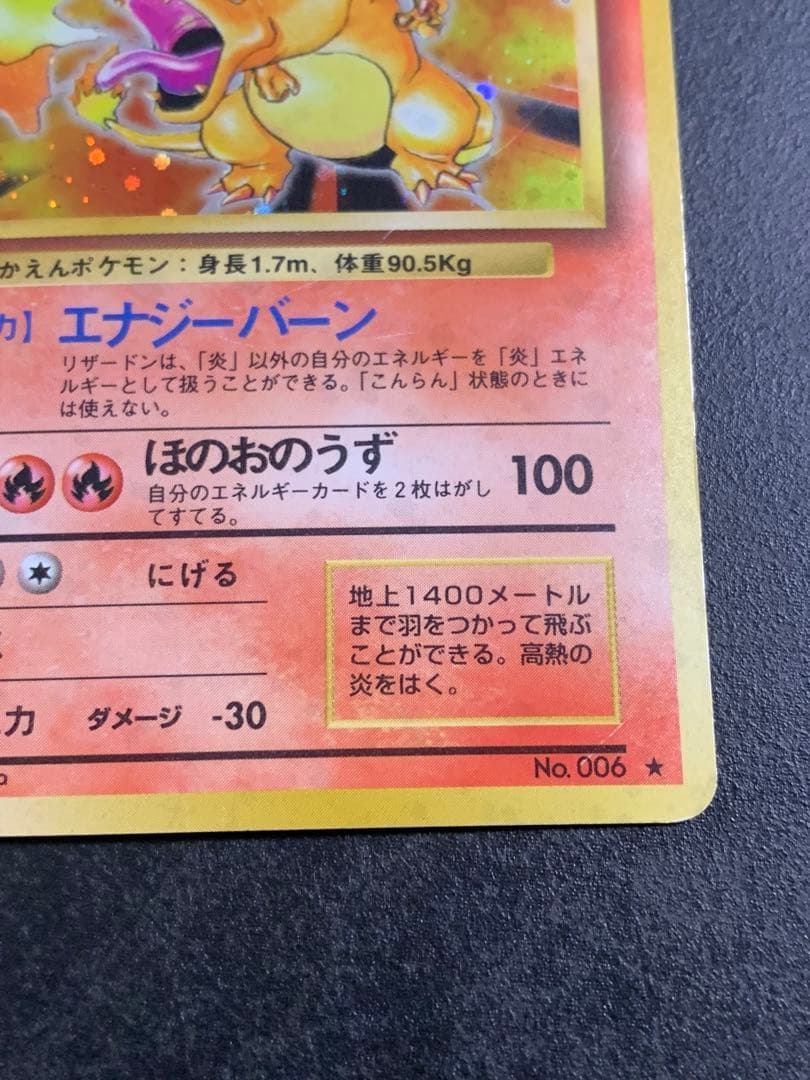 かえんポケモン：身長1.7m、体重90.5Kg
力】 エナジーバーン
リザードンは、「炎」以外の自分のエネルギーを「炎」エネ
ルギーとして扱うことができる。「こんらん」状態のときに
は使えない。
ほのおのうず 100
自分のエネルギーカードを2枚はがし
てすてる。
にげる
地上1400メートル
まで羽をつかって飛ぶ
ことができる。高熱の
炎をはく。
力 ダメージ -30
No. 006 ★